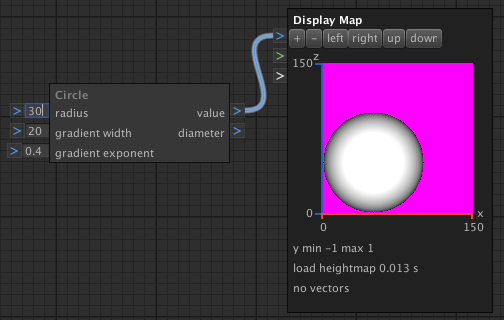 Display Map
> + - left right up down
>
>
150 z
0
0 150 x
y min -1 max 1
load heightmap 0.013 s
no vectors
Circle
> 30 radius value >
> 20 gradient width diameter >
> 0.4 gradient exponent